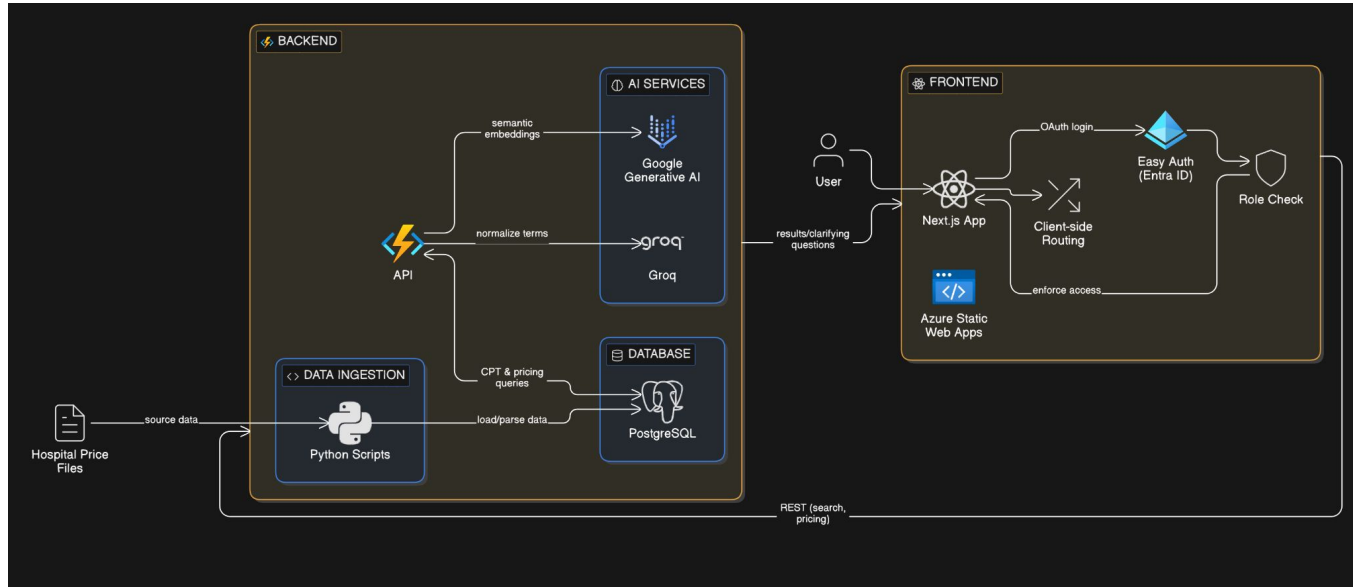 BACKEND
AI SERVICES
semantic
embeddings
Google
Generative AI
normalize terms
groq
Groq
API
DATABASE
CPT & pricing
queries
PostgreSQL
DATA INGESTION
load/parse data
Python Scripts
source data
Hospital Price
Files
User
results/clarifying
questions
FRONTEND
OAuth login
Easy Auth
(Entra ID)
Role Check
Next.js App
Client-side
Routing
enforce access
Azure Static
Web Apps
REST (search,
pricing)